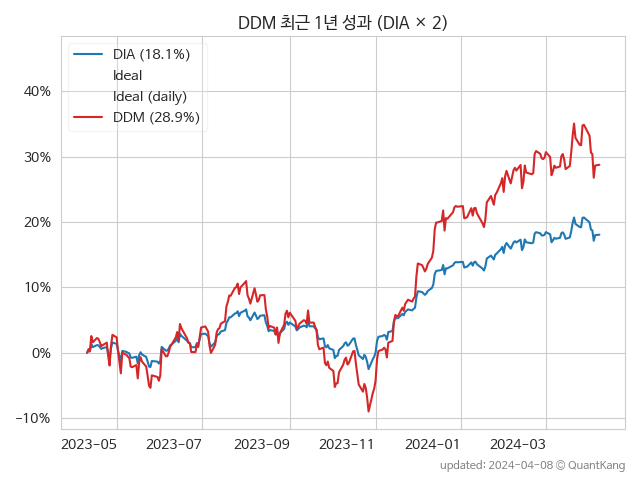 DDM 최근 1년 성과 (DIA × 2)
DIA (18.1%)
Ideal
Ideal (daily)
DDM (28.9%)
40%
30%
20%
10%
0%
−10%
2023-05 2023-07 2023-09 2023-11 2024-01 2024-03
updated: 2024-04-08 © QuantKang